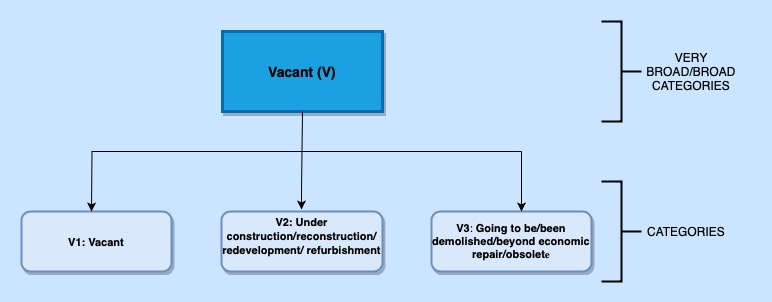 Vacant (V)
VERY
BROAD/BROAD
CATEGORIES
V1: Vacant
V2: Under
construction/reconstruction/
redevelopment/ refurbishment
V3: Going to be/been
demolished/beyond economic
repair/obsolete
CATEGORIES